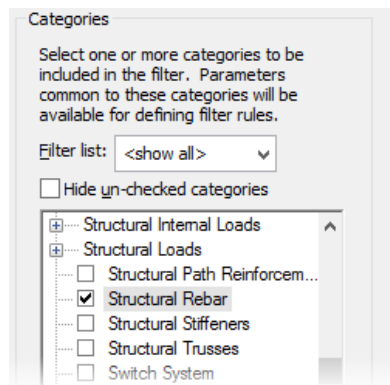 Categories
Select one or more categories to be
included in the filter.  Parameters
common to these categories will be
available for defining filter rules.
Filter list: <show all>
Hide un-checked categories
Structural Internal Loads
Structural Loads
Structural Path Reinforcem...
Structural Rebar
Structural Stiffeners
Structural Trusses
Switch System